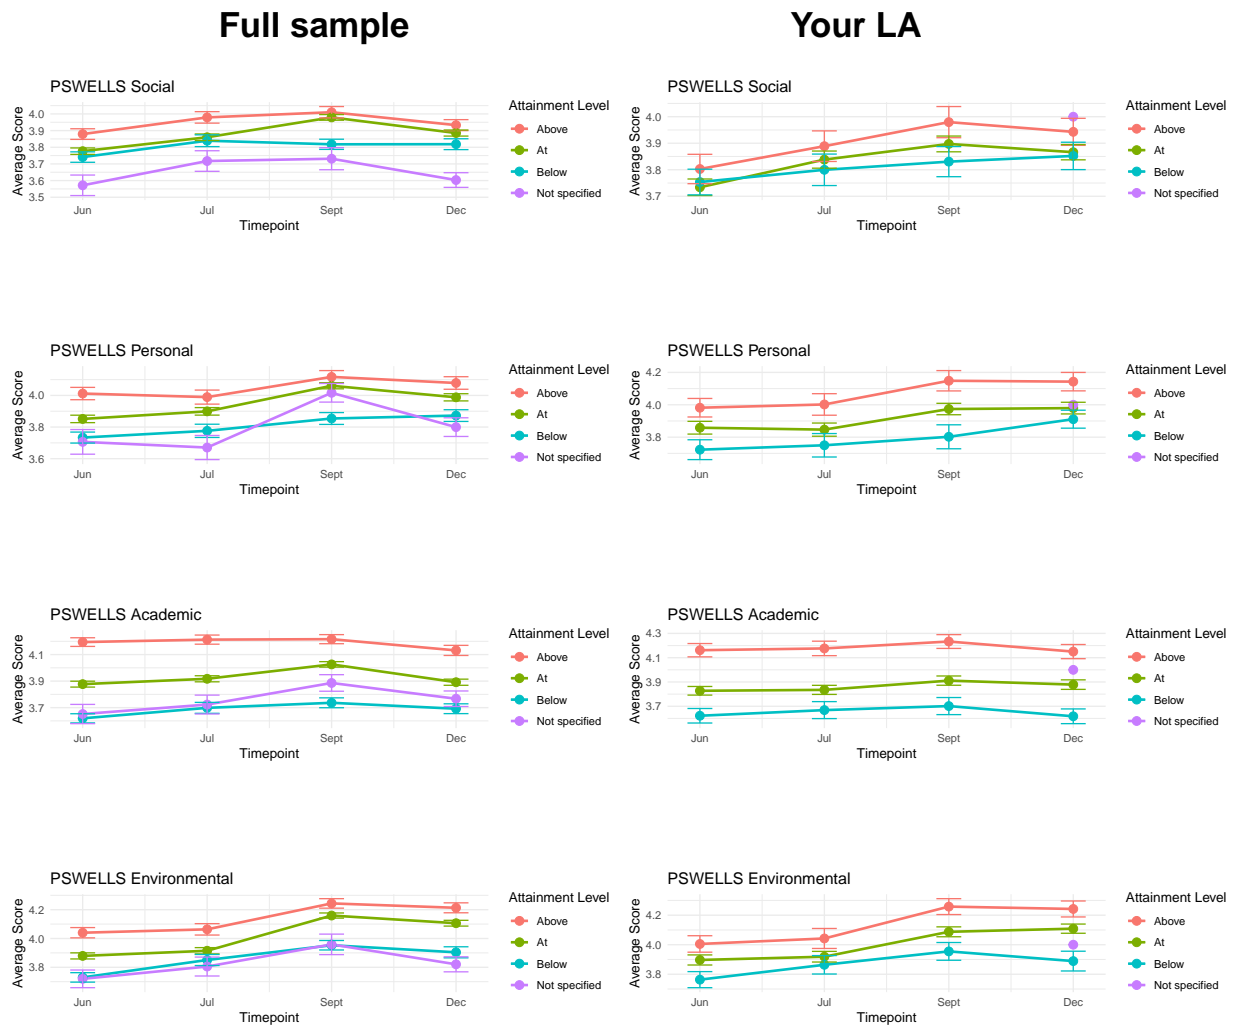 Full sample
Your LA
PSWELLS Social
Average Score
4.0
3.9
3.8
3.7
3.6
3.5
Jun Jul Sept Dec
Timepoint
Attainment Level
Above
At
Below
Not specified
PSWELLS Social
Average Score
4.0
3.9
3.8
3.7
Jun Jul Sept Dec
Timepoint
Attainment Level
Above
At
Below
Not specified
PSWELLS Personal
Average Score
4.0
3.8
3.6
Jun Jul Sept Dec
Timepoint
Attainment Level
Above
At
Below
Not specified
PSWELLS Personal
Average Score
4.2
4.0
3.8
Jun Jul Sept Dec
Timepoint
Attainment Level
Above
At
Below
Not specified
PSWELLS Academic
Average Score
4.1
3.9
3.7
Jun Jul Sept Dec
Timepoint
Attainment Level
Above
At
Below
Not specified
PSWELLS Academic
Average Score
4.3
4.1
3.9
3.7
Jun Jul Sept Dec
Timepoint
Attainment Level
Above
At
Below
Not specified
PSWELLS Environmental
Average Score
4.2
4.0
3.8
Jun Jul Sept Dec
Timepoint
Attainment Level
Above
At
Below
Not specified
PSWELLS Environmental
Average Score
4.2
4.0
3.8
Jun Jul Sept Dec
Timepoint
Attainment Level
Above
At
Below
Not specified